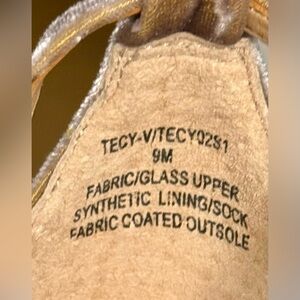 TECY-V/TECY02S1
9M
FABRIC/GLASS UPPER
SYNTHETIC LINING/SOCK
FABRIC COATED OUTSOLE